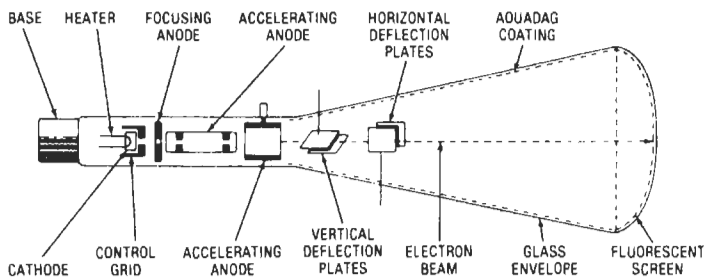 BASE
HEATER
FOCUSING
ANODE
ACCELERATING
ANODE
HORIZONTAL
DEFLECTION
PLATES
AQUADAG
COATING
CATHODE
CONTROL
GRID
ACCELERATING
ANODE
VERTICAL
DEFLECTION
PLATES
ELECTRON
BEAM
GLASS
ENVELOPE
FLUORESCENT
SCREEN